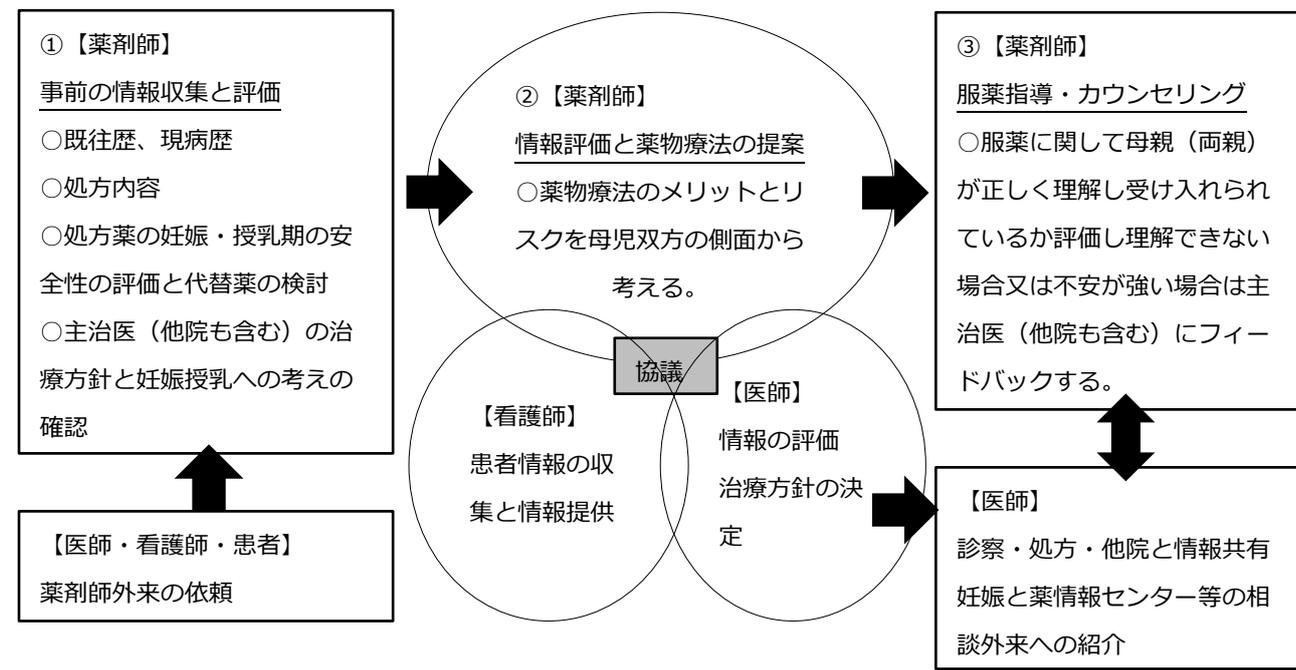 ①【薬剤師】
事前の情報収集と評価
○既往歴、現病歴
○処方内容
○処方薬の妊娠・授乳期の安
全性の評価と代替薬の検討
○主治医（他院も含む）の治
療方針と妊娠授乳への考えの
確認
【医師・看護師・患者】
薬剤師外来の依頼
②【薬剤師】
情報評価と薬物療法の提案
○薬物療法のメリットとリ
スクを母児双方の側面から
考える。
協議
【看護師】
患者情報の収
集と情報提供
【医師】
情報の評価
治療方針の決
定
③【薬剤師】
服薬指導・カウンセリング
○服薬に関して母親（両親）
が正しく理解し受け入れられ
ているか評価し理解できない
場合又は不安が強い場合は主
治医（他院も含む）にフィー
ドバックする。
【医師】
診察・処方・他院と情報共有
妊娠と薬情報センター等の相
談外来への紹介